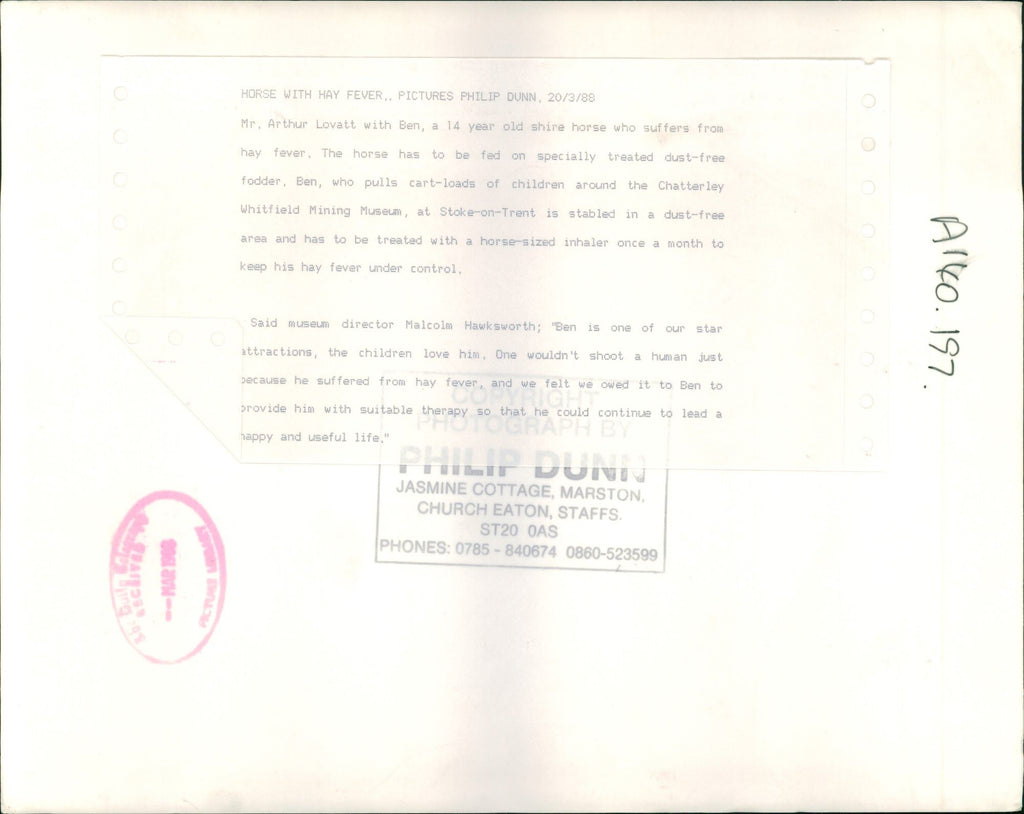 HORSE WITH HAY FEVER,, PICTURES PHILIP DUNN, 20/3/88
Mr. Arthur Lovatt with Ben, a 14 year old shire horse who suffers from
hay fever. The horse has to be fed on specially treated dust-free
fodder. Ben, who pulls cart-loads of children around the Chatterley
Whitfield Mining Museum, at Stoke-on-Trent is stabled in a dust-free
area and has to be treated with a horse-sized inhaler once a month to
keep his hay fever under control.
Said museum director Malcolm Hawksworth; "Ben is one of our star
attractions, the children love him. One wouldn't shoot a human just
because he suffered from hay fever, and we felt we owed it to Ben to
provide him with suitable therapy so that he could continue to lead a
happy and useful life."
COPYRIGHT
PHOTOGRAPH BY
PHILIP DUNN
JASMINE COTTAGE, MARSTON,
CHURCH EATON, STAFFS.
ST20 0AS
PHONES: 0785 - 840674 0860-523599
A140.197.
RECEIVED
MAR 1988
PICTURE LIBRARY